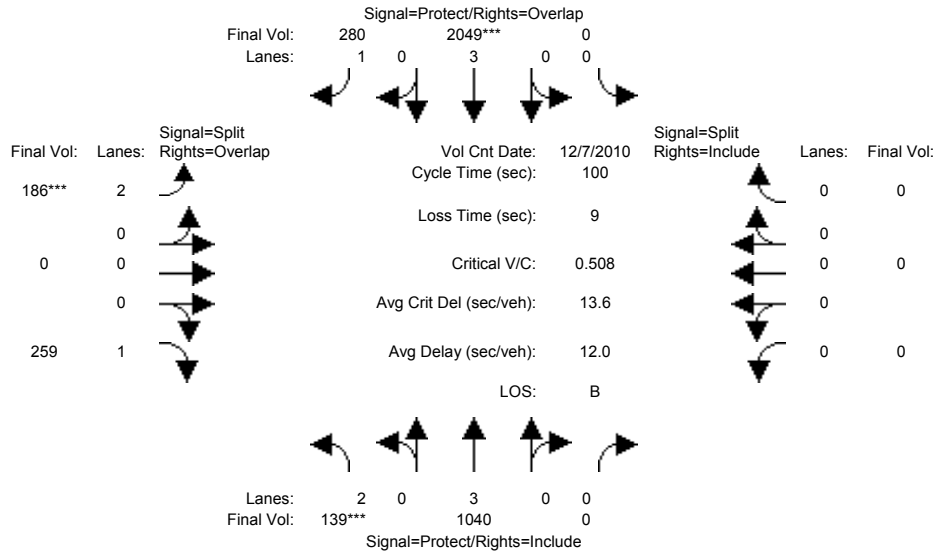 Signal=Protect/Rights=Overlap
Final Vol: 280 2049*** 0
Lanes: 1 0 3 0 0
Signal=Split Signal=Split
Final Vol: Lanes: Rights=Overlap Vol Cnt Date: 12/7/2010 Rights=Include Lanes: Final Vol:
Cycle Time (sec): 100
186*** 2 0 0
Loss Time (sec): 9
0 0
0 0 Critical V/C: 0.508 0 0
0 Avg Crit Del (sec/veh): 13.6 0
259 1 Avg Delay (sec/veh): 12.0 0 0
LOS: B
Lanes: 2 0 3 0 0
Final Vol: 139*** 1040 0
Signal=Protect/Rights=Include